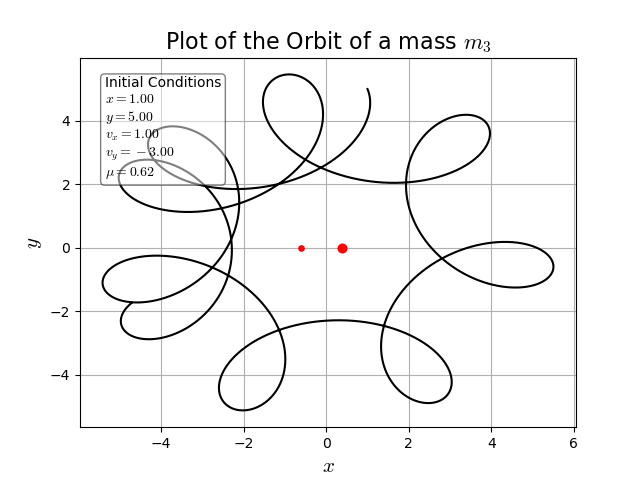 Plot of the Orbit of a mass m₃
Initial Conditions
x = 1.00
y = 5.00
vₓ = 1.00
v_y = −3.00
μ = 0.62
4
2
0
−2
−4
y
−4
−2
0
2
4
6
x